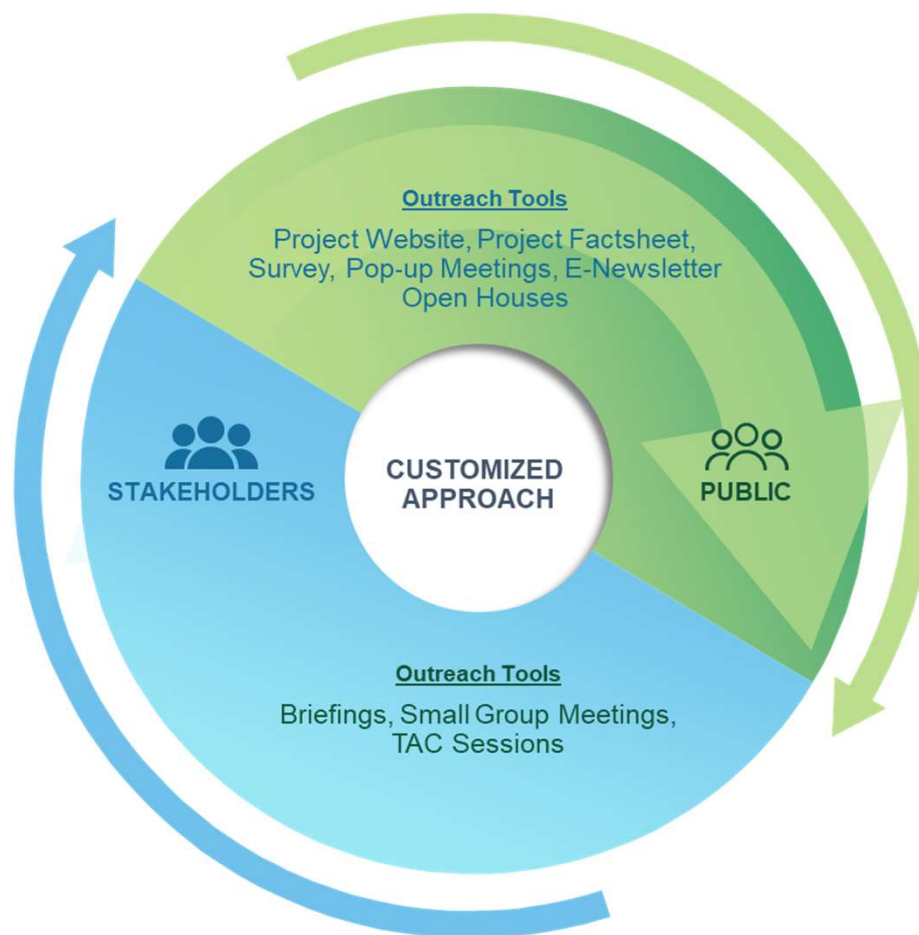 Outreach Tools
Project Website, Project Factsheet,
Survey, Pop-up Meetings, E-Newsletter
Open Houses
STAKEHOLDERS
CUSTOMIZED
APPROACH
PUBLIC
Outreach Tools
Briefings, Small Group Meetings,
TAC Sessions